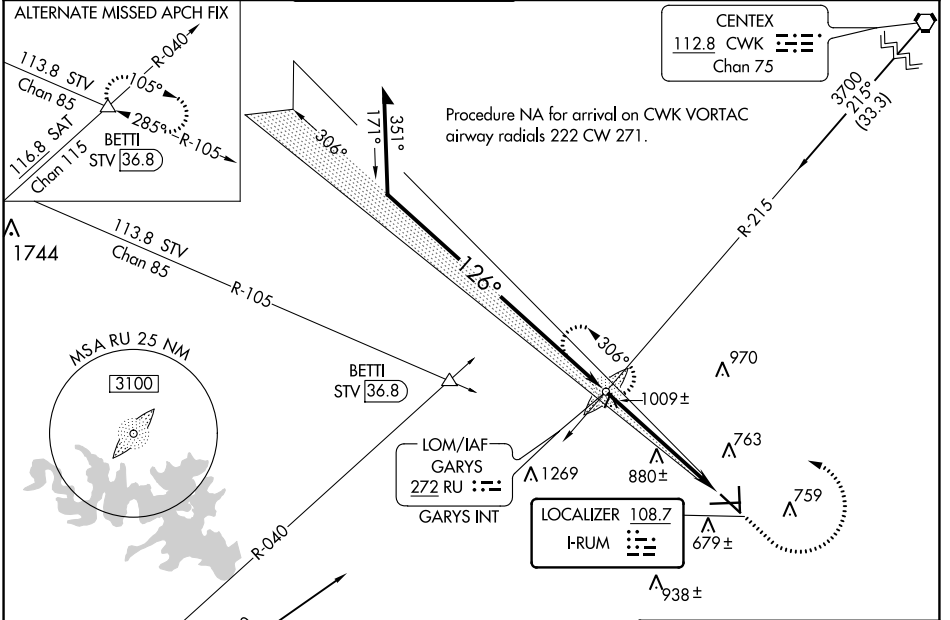 ALTERNATE MISSED APCH FIX
113.8 STV
Chan 85
R-040
105°
285°
R-105
BETTI
STV 36.8
116.8 SAT
Chan 115
CENTEX
112.8 CWK
Chan 75
3700
215°
(33.3)
Procedure NA for arrival on CWK VORTAC
airway radials 222 CW 271.
306°
171°
351°
R-215
1744
113.8 STV
Chan 85
R-105
126°
MSA RU 25 NM
3100
BETTI
STV 36.8
306°
970
1009±
763
LOM/IAF
GARYS
272 RU
GARYS INT
1269
880±
759
LOCALIZER 108.7
I-RUM
679±
R-040
938±